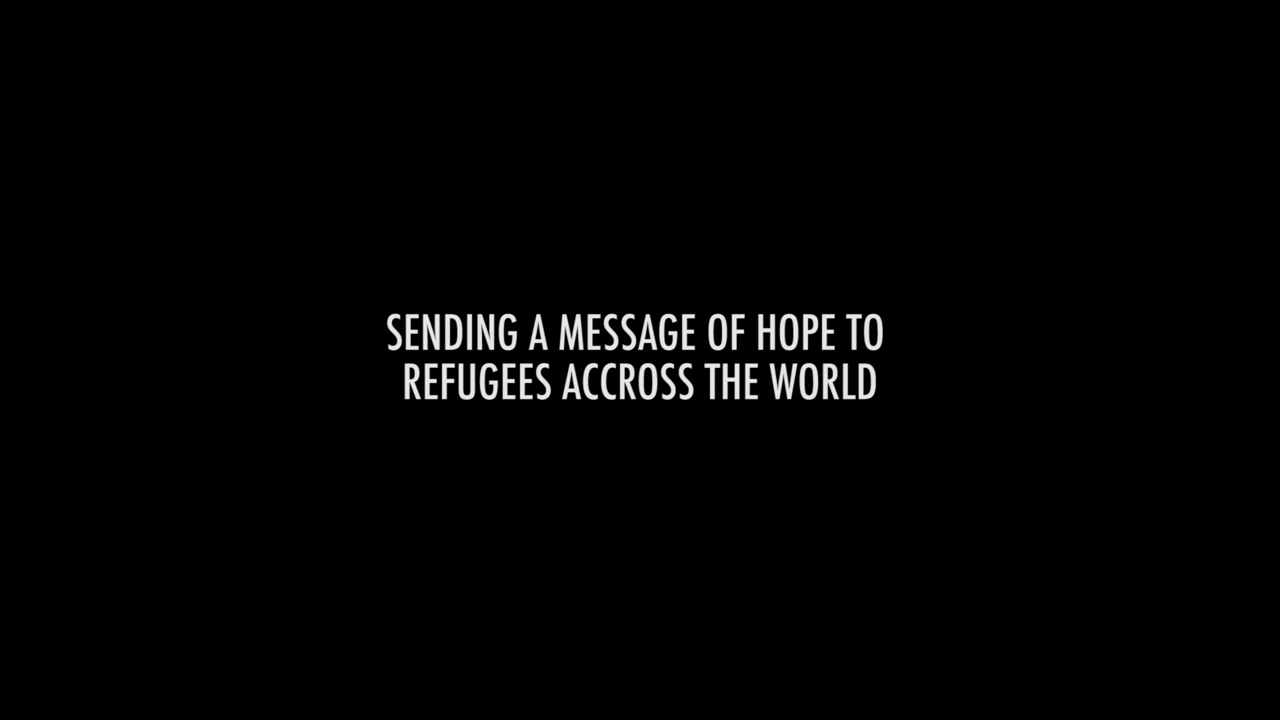 SENDING A MESSAGE OF HOPE TO
REFUGEES ACCROSS THE WORLD